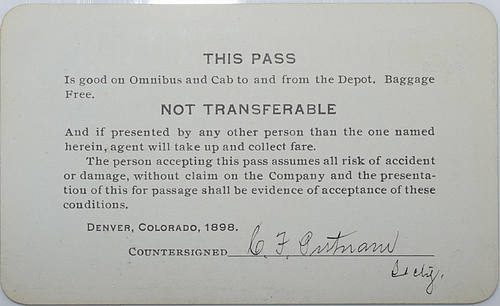 THIS PASS
Is good on Omnibus and Cab to and from the Depot. Baggage
Free.
NOT TRANSFERABLE
And if presented by any other person than the one named
herein, agent will take up and collect fare.
The person accepting this pass assumes all risk of accident
or damage, without claim on the Company and the presenta-
tion of this for passage shall be evidence of acceptance of these
conditions.
DENVER, COLORADO, 1898.
COUNTERSIGNED C. F. Putnam
Secty.